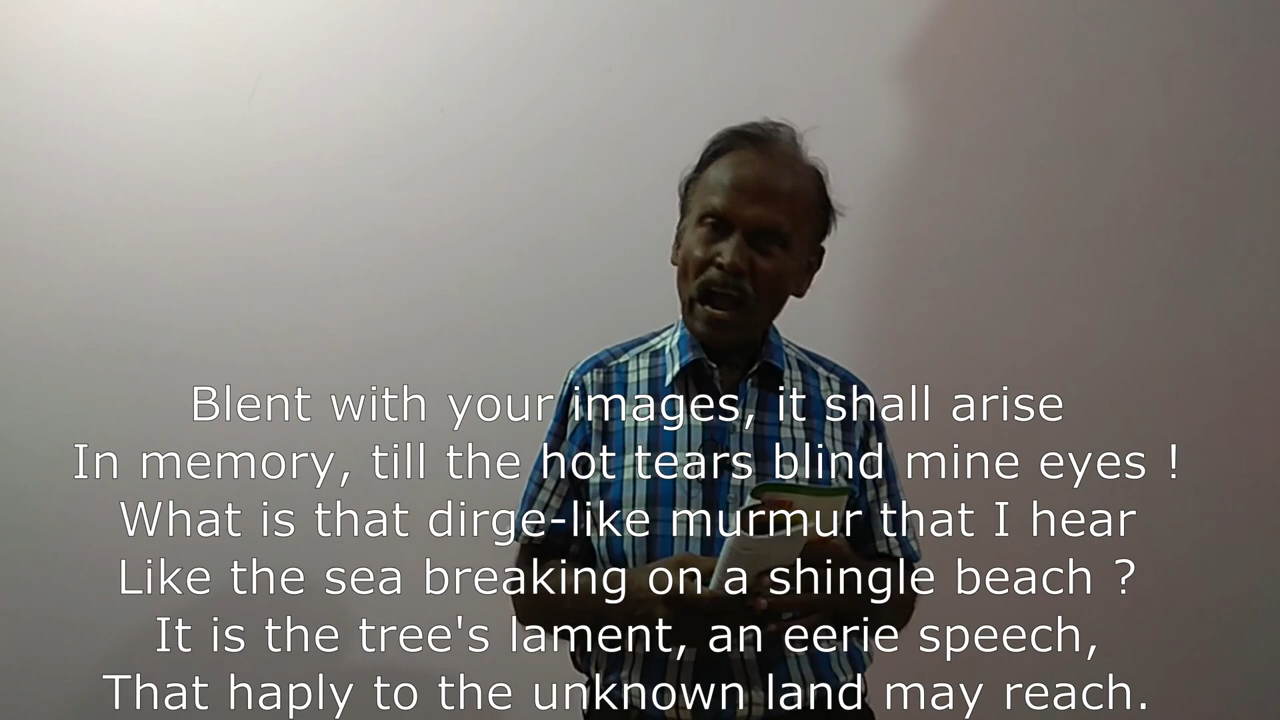 Blent with your images, it shall arise
In memory, till the hot tears blind mine eyes !
What is that dirge-like murmur that I hear
Like the sea breaking on a shingle beach ?
It is the tree's lament, an eerie speech,
That haply to the unknown land may reach.